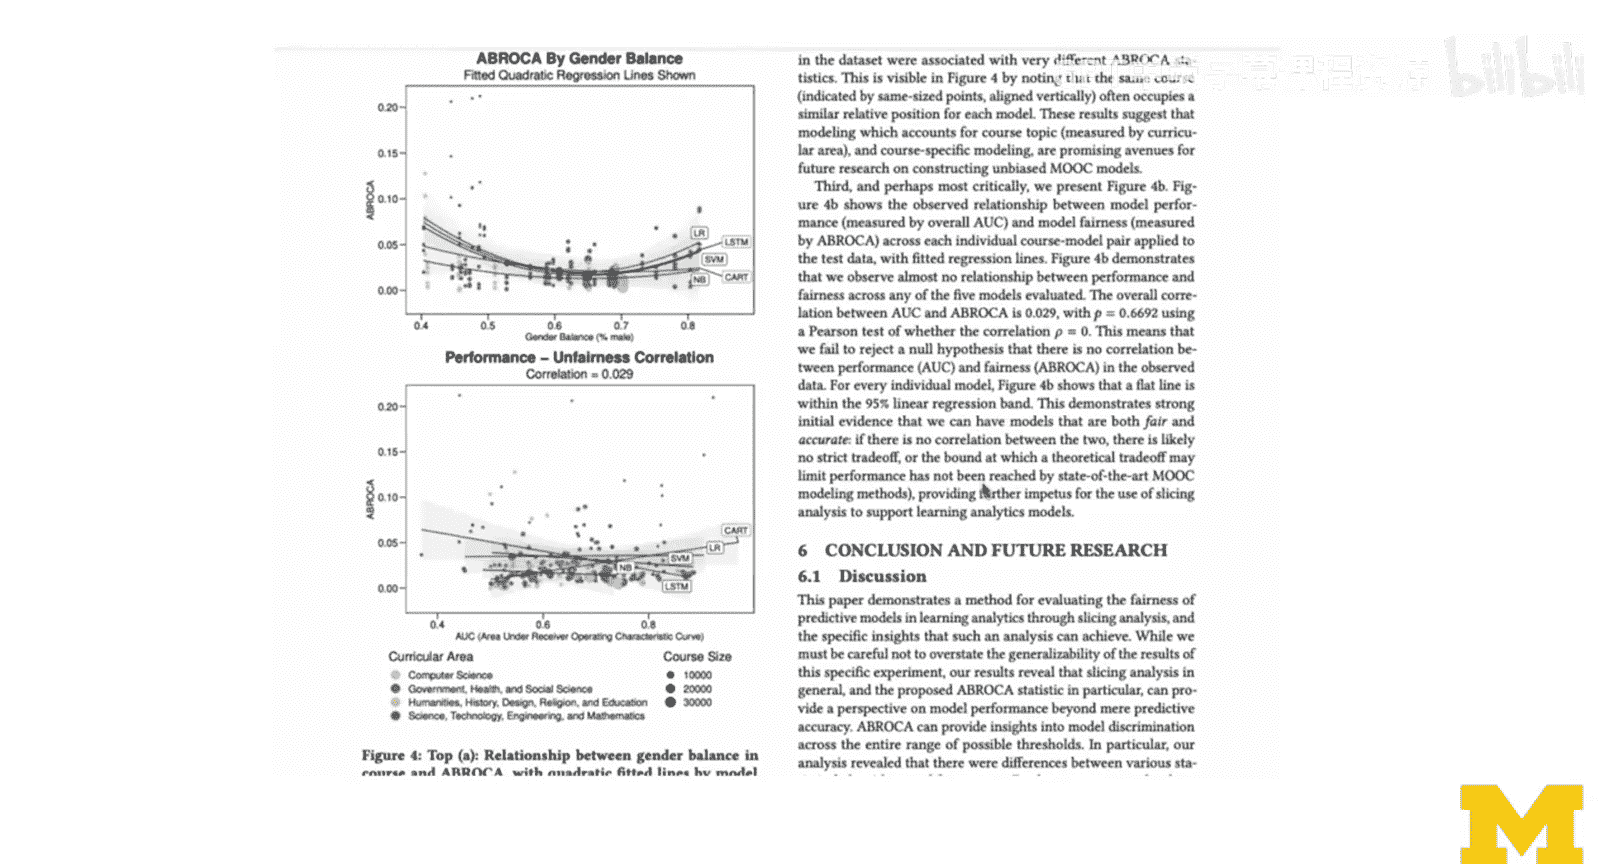 ABROCA By Gender Balance
Fitted Quadratic Regression Lines Shown
0.20
0.15
0.10
0.05
0.00
ABROCA
LR
LSTM
SVM
CART
NB
0.4 0.5 0.6 0.7 0.8
Gender Balance (% male)
Performance – Unfairness Correlation
Correlation = 0.029
0.20
0.15
0.10
0.05
0.00
ABROCA
CART
LR
SVM
NB
LSTM
0.4 0.6 0.8
AUC (Area Under Receiver Operating Characteristic Curve)
Curricular Area
Computer Science
Government, Health, and Social Science
Humanities, History, Design, Religion, and Education
Science, Technology, Engineering, and Mathematics
Course Size
10000
20000
30000
Figure 4: Top (a): Relationship between gender balance in
course and ABROCA, with quadratic fitted lines by model
in the dataset were associated with very different ABROCA sta-
tistics. This is visible in Figure 4 by noting that the same course
(indicated by same-sized points, aligned vertically) often occupies a
similar relative position for each model. These results suggest that
modeling which accounts for course topic (measured by curricu-
lar area), and course-specific modeling, are promising avenues for
future research on constructing unbiased MOOC models.
Third, and perhaps most critically, we present Figure 4b. Fig-
ure 4b shows the observed relationship between model perfor-
mance (measured by overall AUC) and model fairness (measured
by ABROCA) across each individual course-model pair applied to
the test data, with fitted regression lines. Figure 4b demonstrates
that we observe almost no relationship between performance and
fairness across any of the five models evaluated. The overall corre-
lation between AUC and ABROCA is 0.029, with p = 0.6692 using
a Pearson test of whether the correlation ρ = 0. This means that
we fail to reject a null hypothesis that there is no correlation be-
tween performance (AUC) and fairness (ABROCA) in the observed
data. For every individual model, Figure 4b shows that a flat line is
within the 95% linear regression band. This demonstrates strong
initial evidence that we can have models that are both fair and
accurate: if there is no correlation between the two, there is likely
no strict tradeoff, or the bound at which a theoretical tradeoff may
limit performance has not been reached by state-of-the-art MOOC
modeling methods), providing further impetus for the use of slicing
analysis to support learning analytics models.
6 CONCLUSION AND FUTURE RESEARCH
6.1 Discussion
This paper demonstrates a method for evaluating the fairness of
predictive models in learning analytics through slicing analysis, and
the specific insights that such an analysis can achieve. While we
must be careful not to overstate the generalizability of the results of
this specific experiment, our results reveal that slicing analysis in
general, and the proposed ABROCA statistic in particular, can pro-
vide a perspective on model performance beyond mere predictive
accuracy. ABROCA can provide insights into model discrimination
across the entire range of possible thresholds. In particular, our
analysis revealed that there were differences between various sta-
bilibili
M